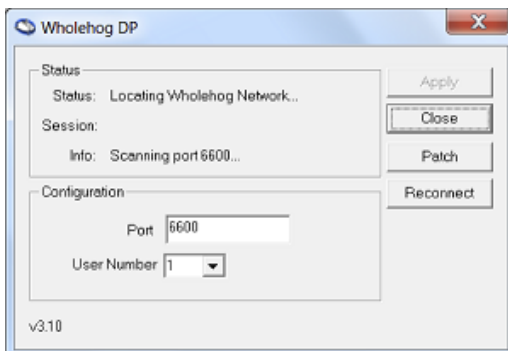 Wholehog DP
Status
Status: Locating Wholehog Network...
Session:
Info: Scanning port 6600...
Apply
Close
Patch
Reconnect
Configuration
Port 6600
User Number 1
v3.10